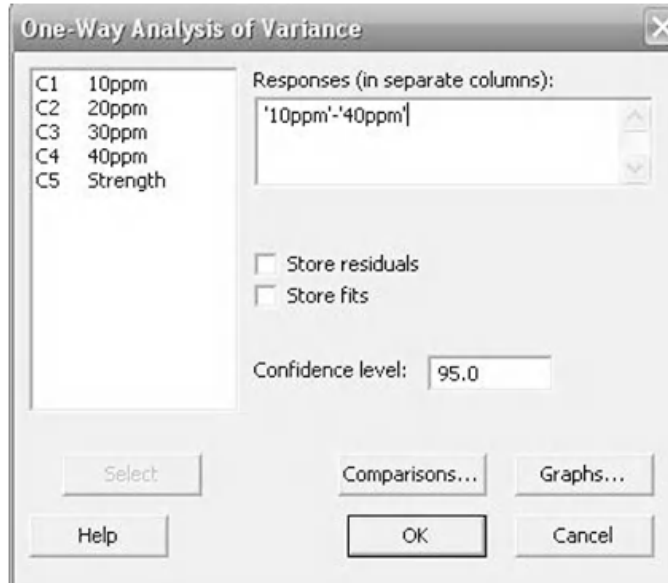 One-Way Analysis of Variance
C1 10ppm
C2 20ppm
C3 30ppm
C4 40ppm
C5 Strength
Responses (in separate columns):
'10ppm'-'40ppm'
Store residuals
Store fits
Confidence level: 95.0
Select
Comparisons...
Graphs...
Help
OK
Cancel